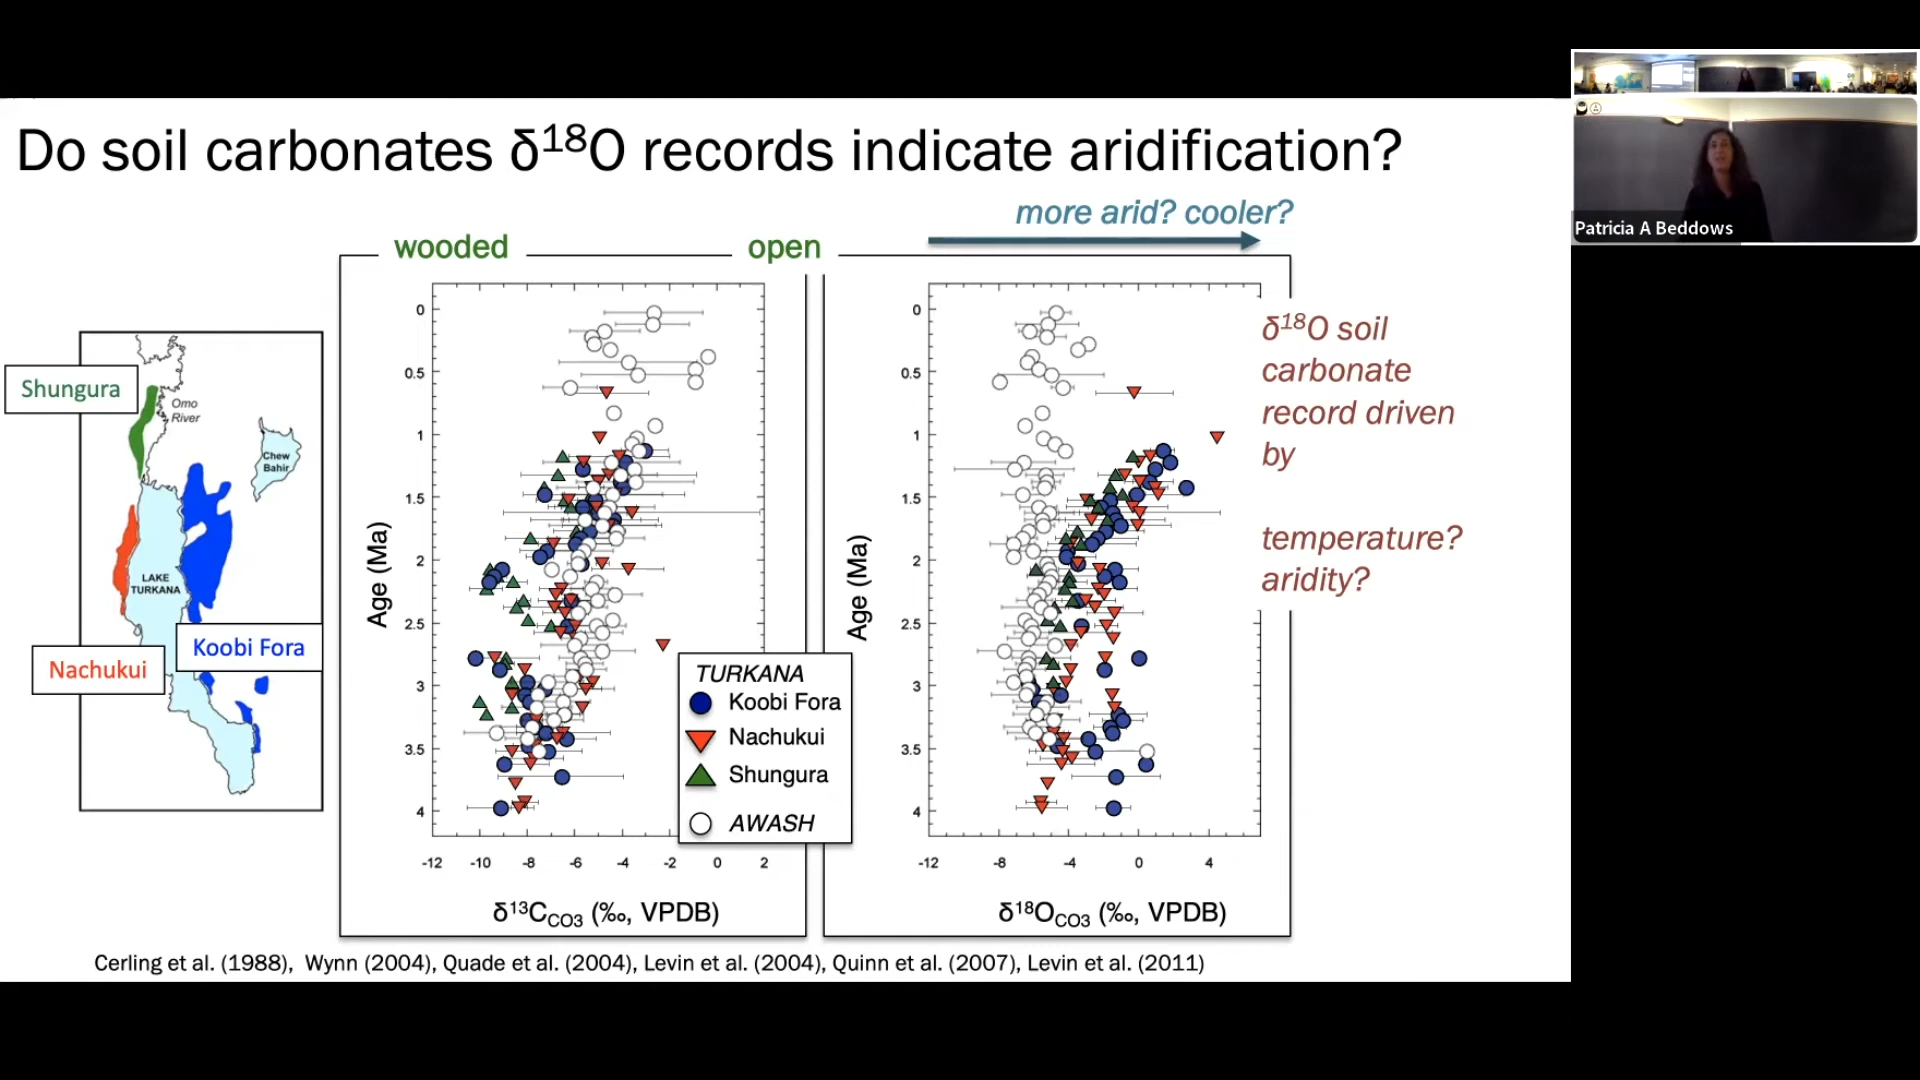 Do soil carbonates δ18O records indicate aridification?
more arid? cooler?
wooded
open
Shungura
Omo
River
Chew
Bahir
LAKE
TURKANA
Koobi Fora
Nachukui
Age (Ma)
0
0.5
1
1.5
2
2.5
3
3.5
4
-12 -10 -8 -6 -4 -2 0 2
δ13CCO3 (‰, VPDB)
TURKANA
Koobi Fora
Nachukui
Shungura
AWASH
Age (Ma)
0
0.5
1
1.5
2
2.5
3
3.5
4
-12 -8 -4 0 4
δ18OCO3 (‰, VPDB)
δ18O soil
carbonate
record driven
by
temperature?
aridity?
Cerling et al. (1988), Wynn (2004), Quade et al. (2004), Levin et al. (2004), Quinn et al. (2007), Levin et al. (2011)
Patricia A Beddows